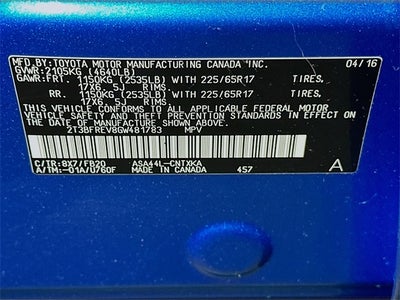 MFD. BY: TOYOTA MOTOR MANUFACTURING CANADA INC. 04/16
GVWR: 2105KG (4640LB)
GAWR: FRT. 1150KG (2535LB) WITH 225/65R17 TIRES,
17X6. 5J RIMS,
RR. 1150KG (2535LB) WITH 225/65R17 TIRES,
17X6. 5J RIMS,
THIS VEHICLE CONFORMS TO ALL APPLICABLE FEDERAL MOTOR VEHICLE SAFETY, BUMPER, AND THEFT PREVENTION STANDARDS IN EFFECT ON THE DATE OF MANUFACTURE SHOWN ABOVE.
2T3BFREV8GW481783 MPV
C/TR: 8X7/FB20 ASA44L-CNTXKA
A/TM: -01A/U760F MADE IN CANADA 457 A